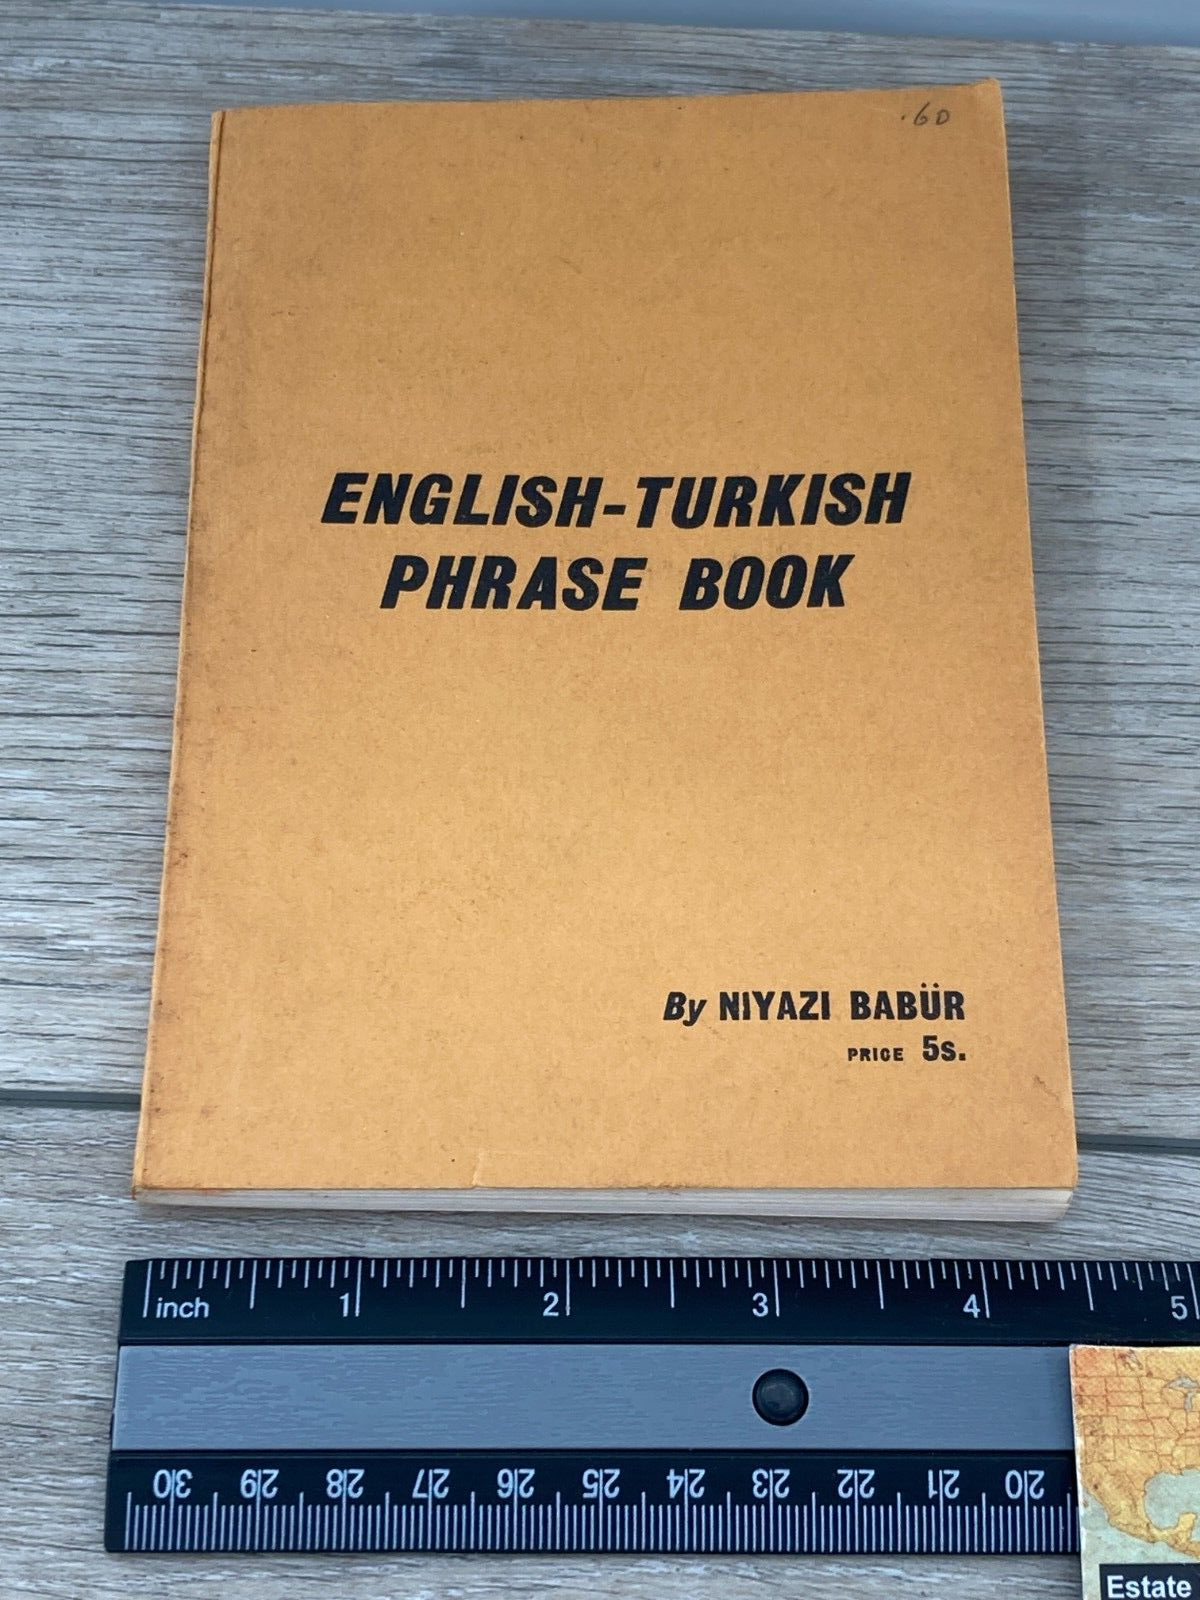 .60
ENGLISH-TURKISH
PHRASE BOOK
By NIYAZI BABÜR
PRICE 5s.
inch 1 2 3 4 5
30 29 28 27 26 25 24 23 22 21 20
Estate